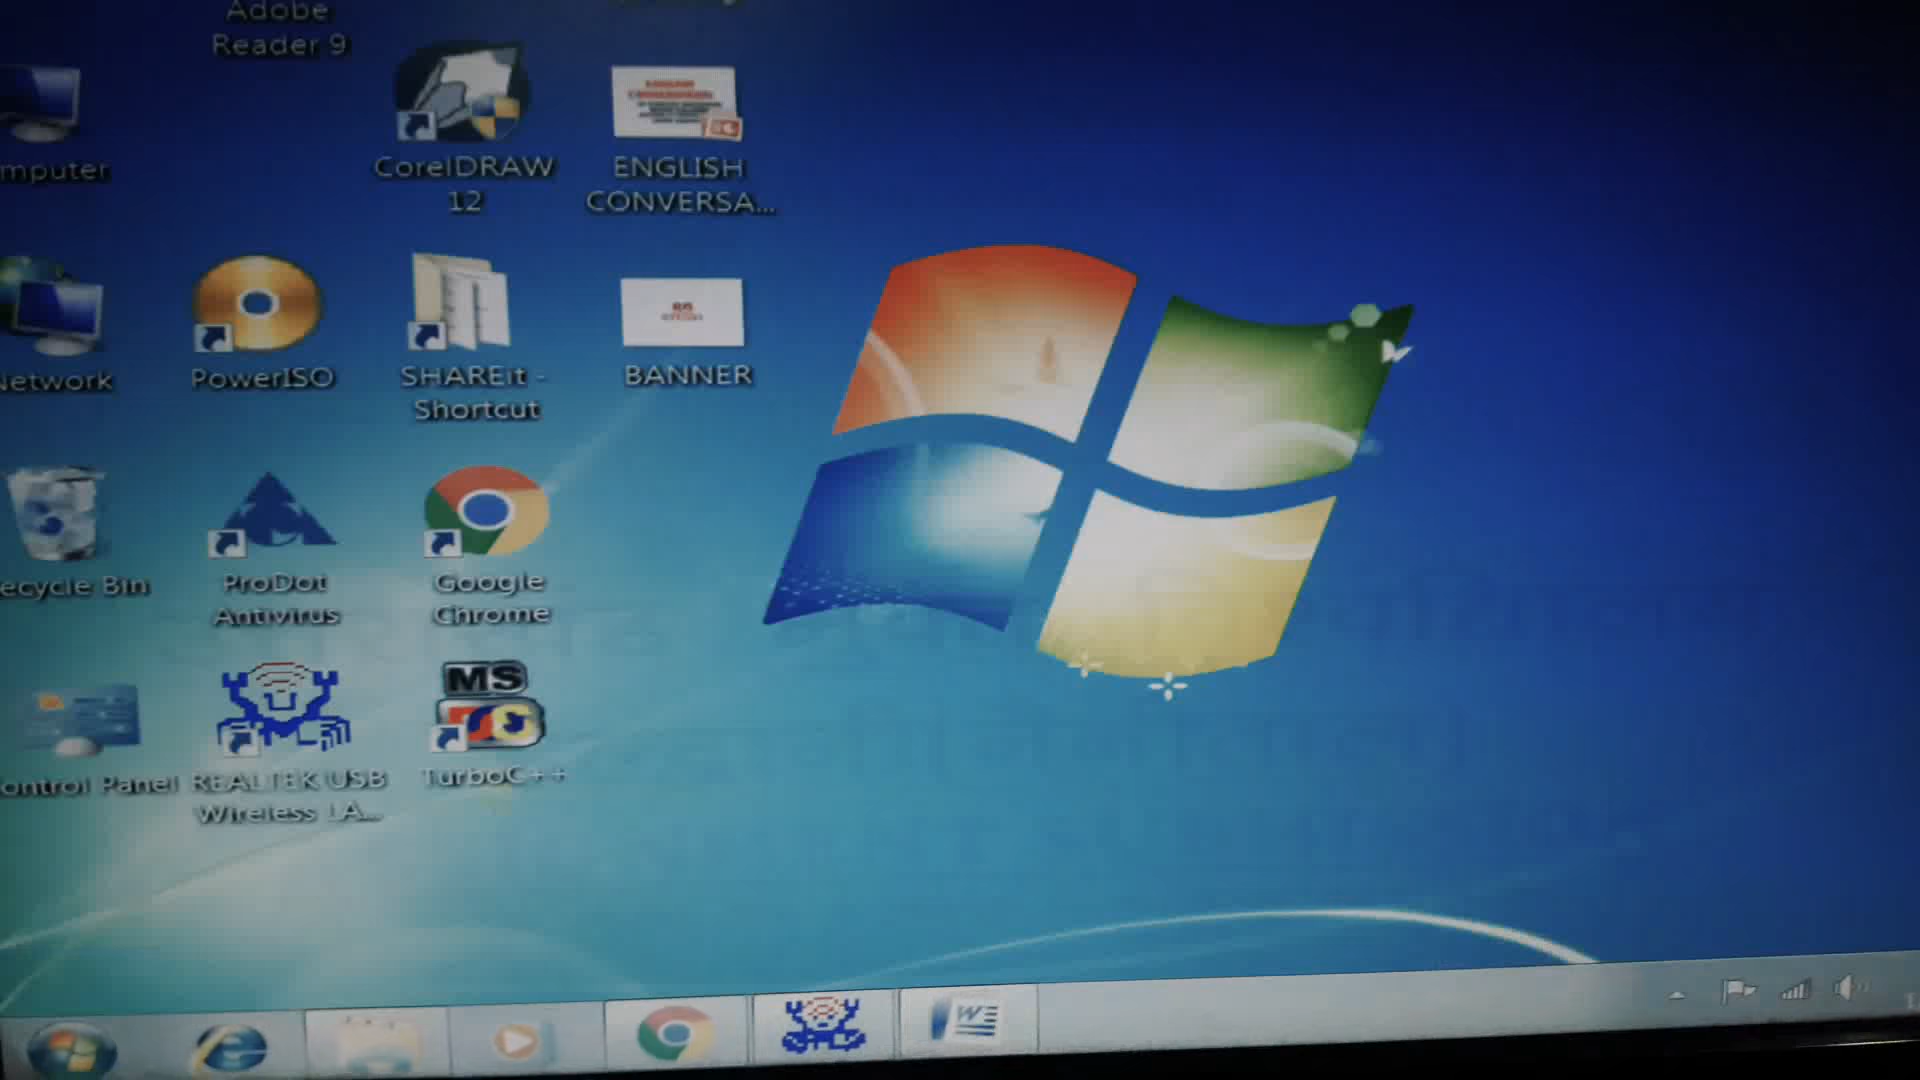 Adobe
Reader 9
mputer
CorelDRAW
12
ENGLISH
CONVERSA...
Network
PowerISO
SHAREit -
Shortcut
BANNER
ecycle Bin
ProDot
Antivirus
Google
Chrome
MS
ontrol Panel
REALTEK USB
Wireless LA...
TurboC++
W